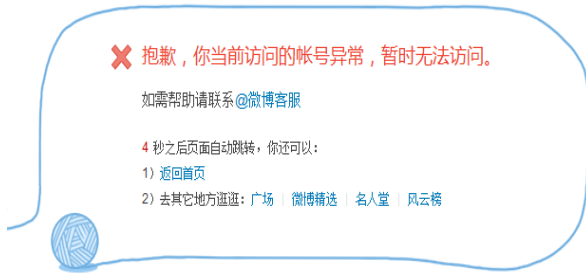 抱歉，你当前访问的帐号异常，暂时无法访问。
如需帮助请联系@微博客服
4 秒之后页面自动跳转，你还可以：
1）返回首页
2）去其它地方逛逛：广场 | 微博精选 | 名人堂 | 风云榜